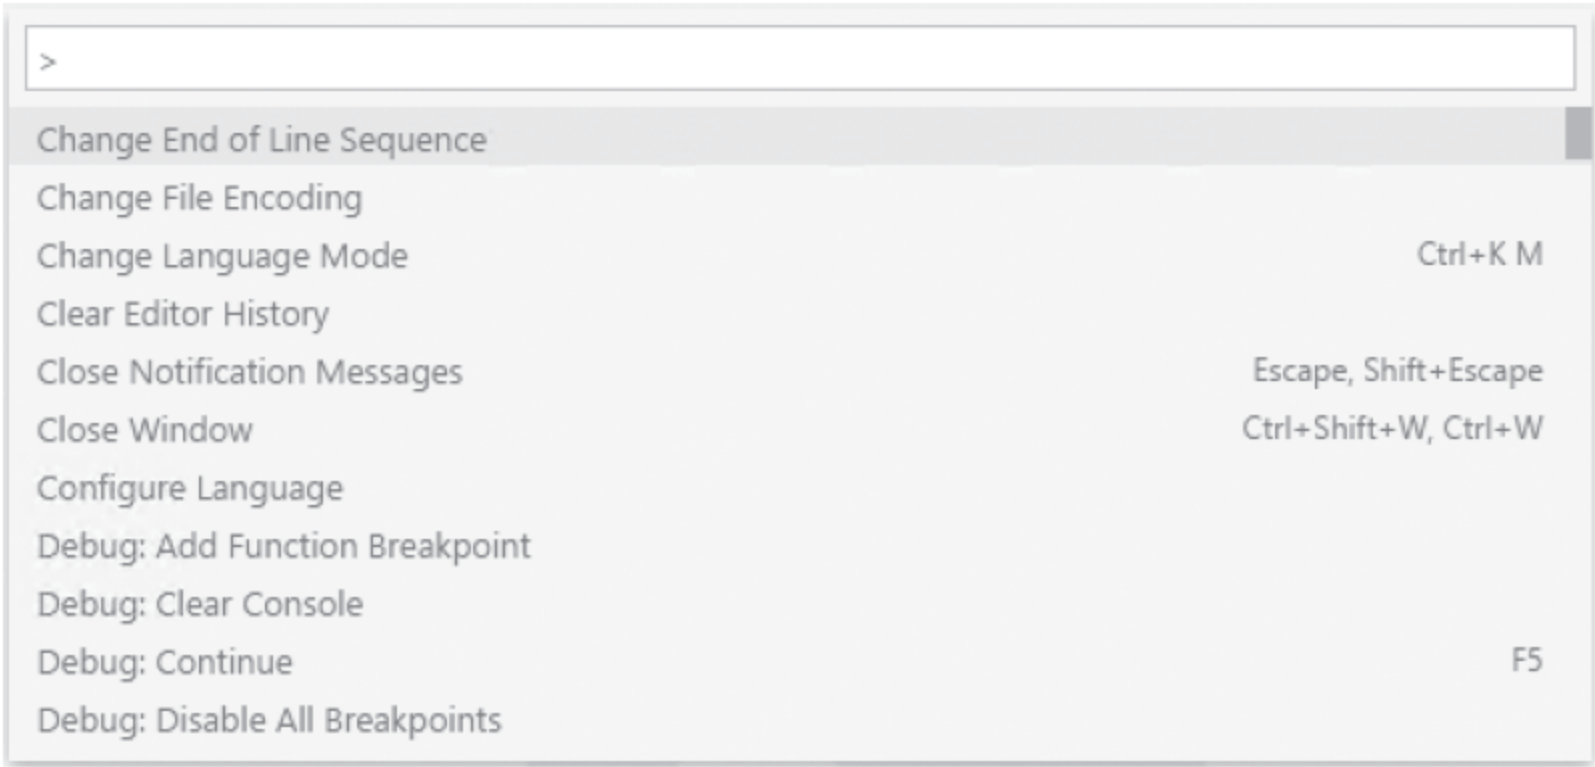 >
Change End of Line Sequence
Change File Encoding
Change Language Mode Ctrl+K M
Clear Editor History
Close Notification Messages Escape, Shift+Escape
Close Window Ctrl+Shift+W, Ctrl+W
Configure Language
Debug: Add Function Breakpoint
Debug: Clear Console
Debug: Continue F5
Debug: Disable All Breakpoints